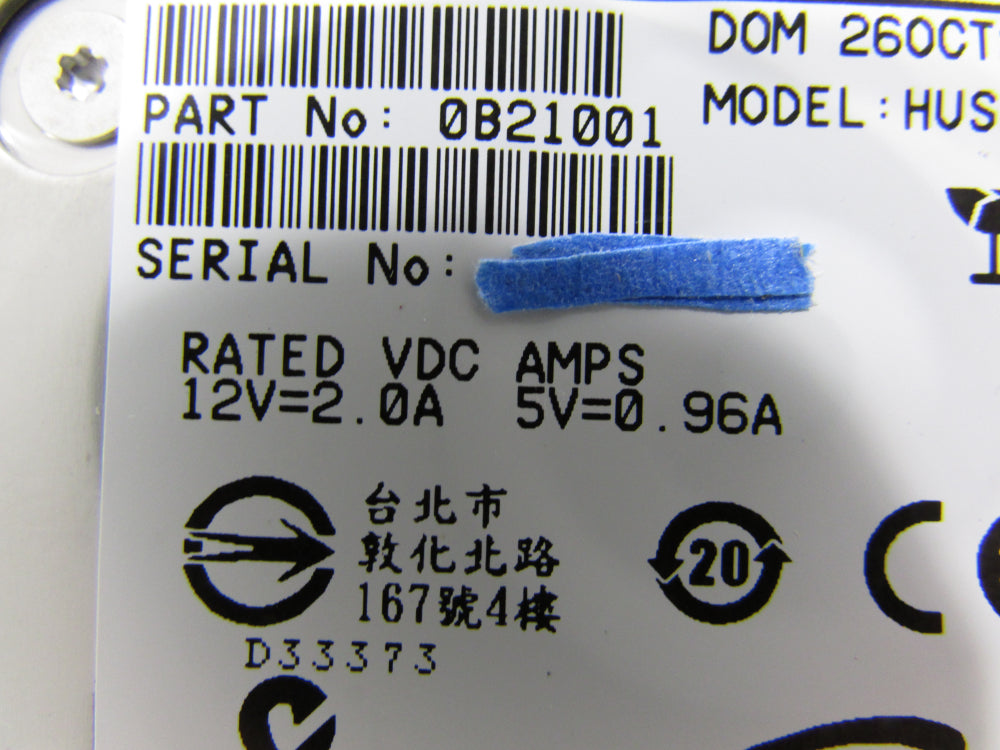 PART No: 0B21001
DOM 260CT
MODEL:HUS
SERIAL No:
RATED VDC AMPS
12V=2.0A 5V=0.96A
台北市
敦化北路
167號4樓
D33373
20
CE